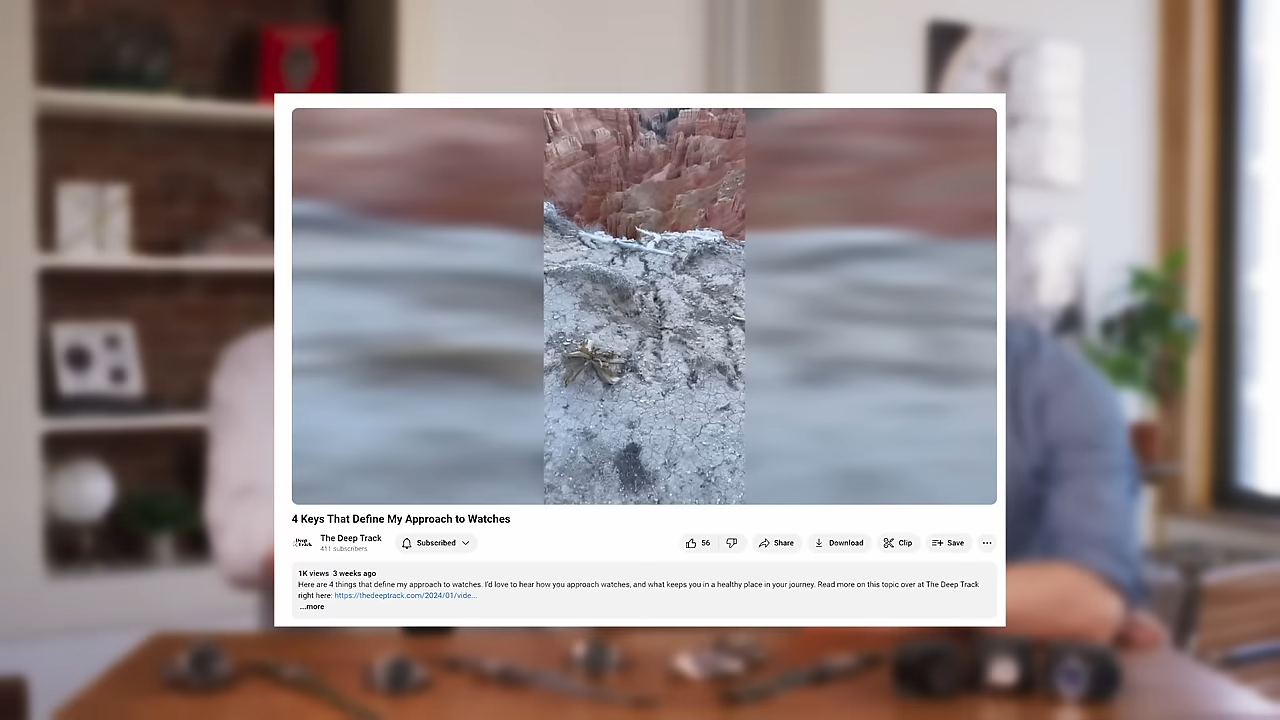 4 Keys That Define My Approach to Watches
The Deep Track
411 subscribers
Subscribed
56
Share
Download
Clip
Save
1K views 3 weeks ago
Here are 4 things that define my approach to watches. I'd love to hear how you approach watches, and what keeps you in a healthy place in your journey. Read more on this topic over at The Deep Track
right here: https://thedeeptrack.com/2024/01/vide...
...more